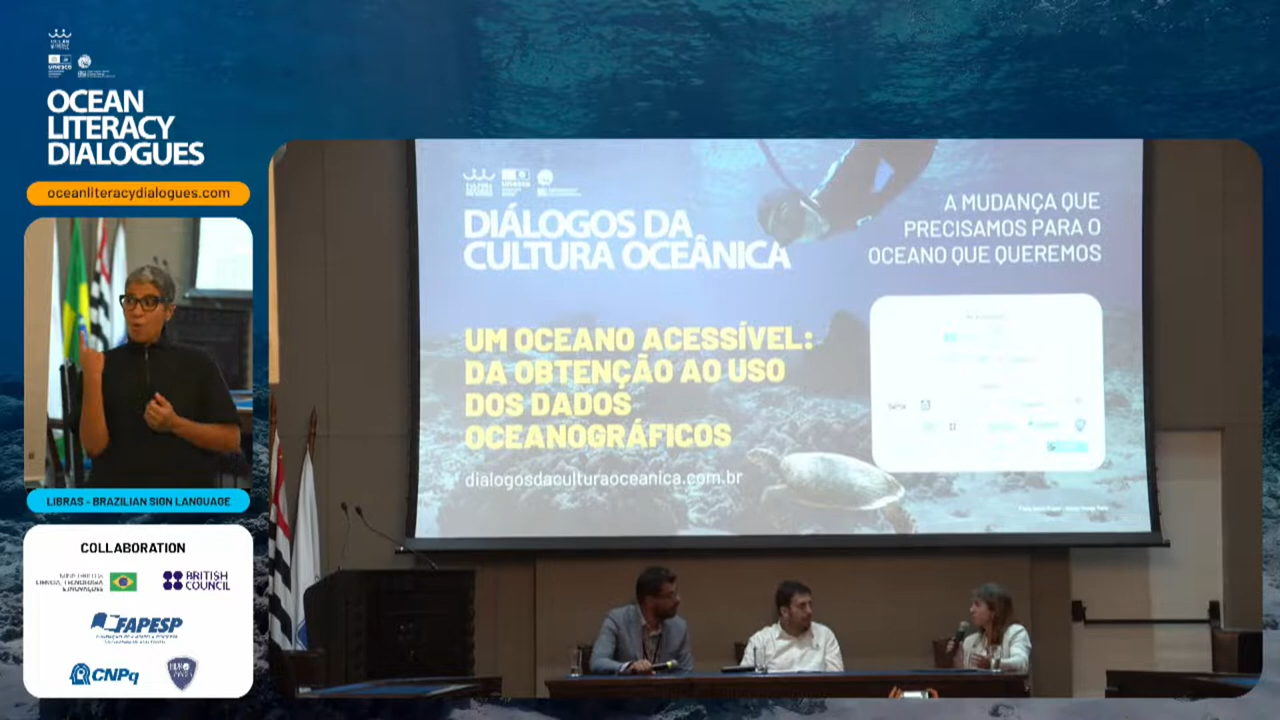 unesco
OCEAN
LITERACY
DIALOGUES
oceanliteracydialogues.com
LIBRAS - BRAZILIAN SIGN LANGUAGE
COLLABORATION
BRITISH
COUNCIL
FAPESP
CNPq
unesco
DIÁLOGOS DA
CULTURA OCEÂNICA
A MUDANÇA QUE
PRECISAMOS PARA O
OCEANO QUE QUEREMOS
UM OCEANO ACESSÍVEL:
DA OBTENÇÃO AO USO
DOS DADOS
OCEANOGRÁFICOS
dialogosdaculturaoceanica.com.br